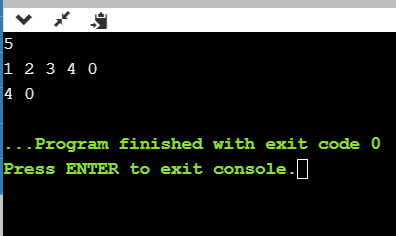 5
1 2 3 4 0
4 0
...Program finished with exit code 0
Press ENTER to exit console.